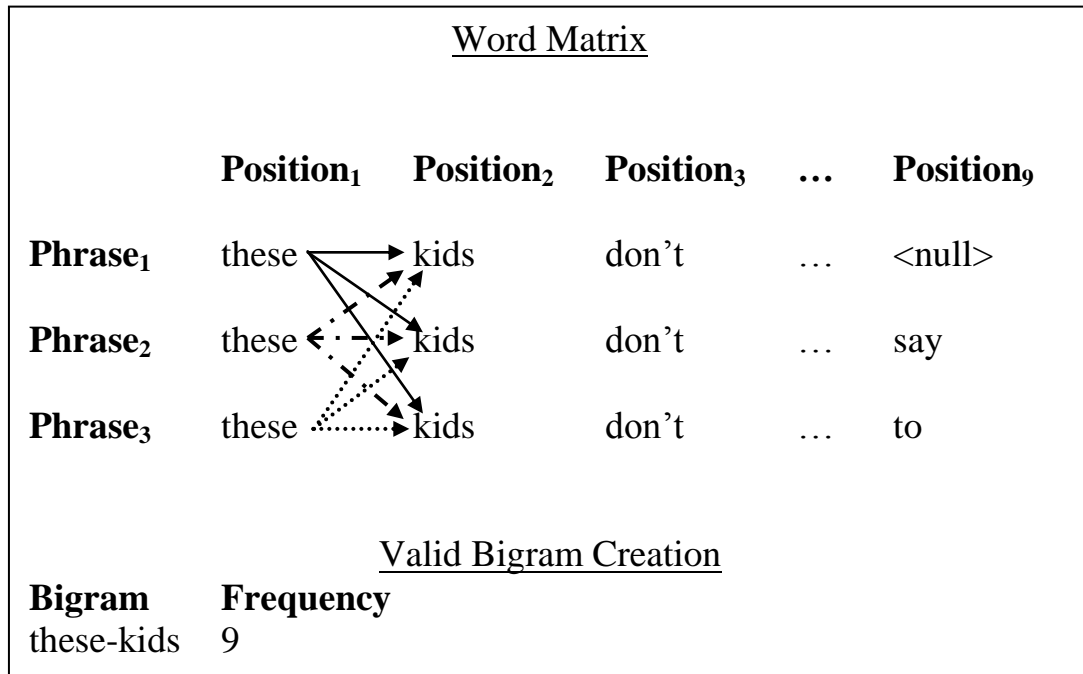 Word Matrix
Position₁ Position₂ Position₃ … Position₉
Phrase₁ these kids don’t … <null>
Phrase₂ these kids don’t … say
Phrase₃ these kids don’t … to
Valid Bigram Creation
Bigram Frequency
these-kids 9